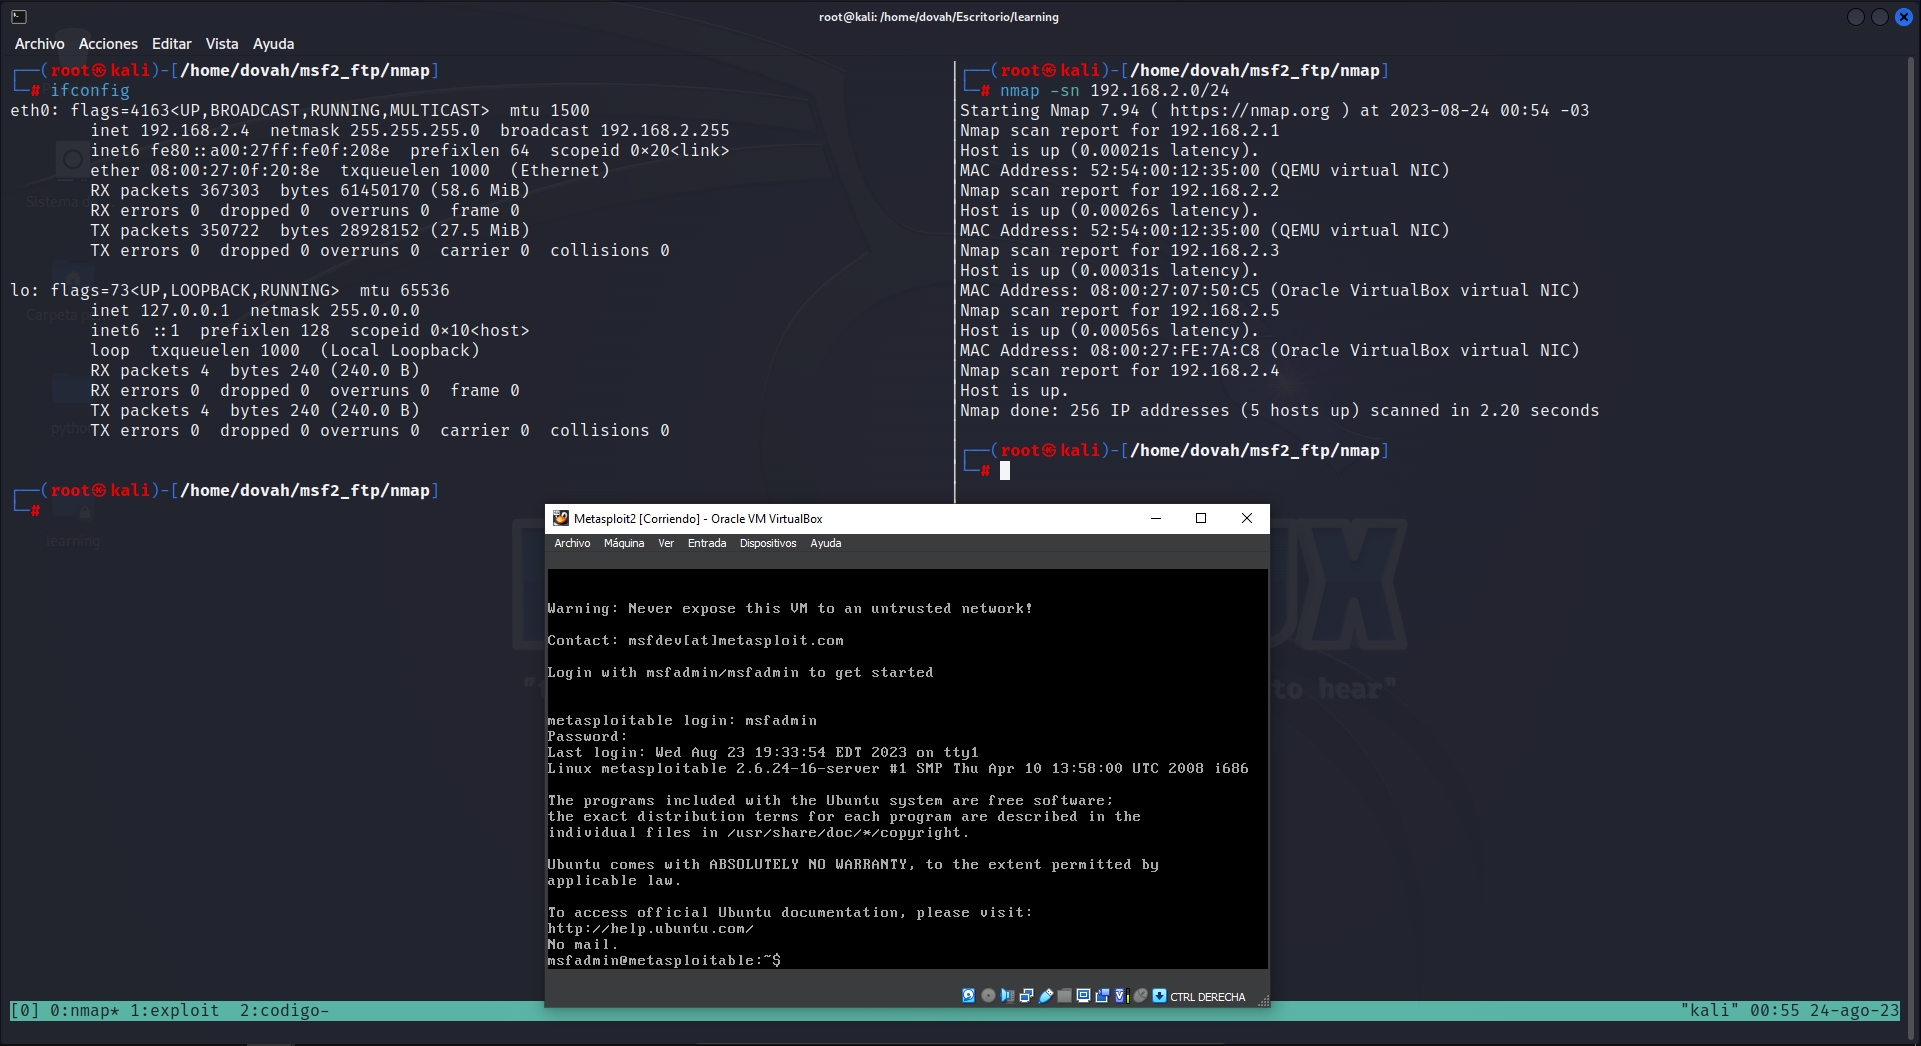 root@kali: /home/dovah/Escritorio/learning
Archivo Acciones Editar Vista Ayuda
┌──(root㉿kali)-[/home/dovah/msf2_ftp/nmap]
└─# ifconfig
eth0: flags=4163<UP,BROADCAST,RUNNING,MULTICAST>  mtu 1500
inet 192.168.2.4  netmask 255.255.255.0  broadcast 192.168.2.255
inet6 fe80::a00:27ff:fe0f:208e  prefixlen 64  scopeid 0×20<link>
ether 08:00:27:0f:20:8e  txqueuelen 1000  (Ethernet)
RX packets 367303  bytes 61450170 (58.6 MiB)
RX errors 0  dropped 0  overruns 0  frame 0
TX packets 350722  bytes 28928152 (27.5 MiB)
TX errors 0  dropped 0 overruns 0  carrier 0  collisions 0
lo: flags=73<UP,LOOPBACK,RUNNING>  mtu 65536
inet 127.0.0.1  netmask 255.0.0.0
inet6 ::1  prefixlen 128  scopeid 0×10<host>
loop  txqueuelen 1000  (Local Loopback)
RX packets 4  bytes 240 (240.0 B)
RX errors 0  dropped 0  overruns 0  frame 0
TX packets 4  bytes 240 (240.0 B)
TX errors 0  dropped 0 overruns 0  carrier 0  collisions 0
┌──(root㉿kali)-[/home/dovah/msf2_ftp/nmap]
└─#
┌──(root㉿kali)-[/home/dovah/msf2_ftp/nmap]
└─# nmap -sn 192.168.2.0/24
Starting Nmap 7.94 ( https://nmap.org ) at 2023-08-24 00:54 -03
Nmap scan report for 192.168.2.1
Host is up (0.00021s latency).
MAC Address: 52:54:00:12:35:00 (QEMU virtual NIC)
Nmap scan report for 192.168.2.2
Host is up (0.00026s latency).
MAC Address: 52:54:00:12:35:00 (QEMU virtual NIC)
Nmap scan report for 192.168.2.3
Host is up (0.00031s latency).
MAC Address: 08:00:27:07:50:C5 (Oracle VirtualBox virtual NIC)
Nmap scan report for 192.168.2.5
Host is up (0.00056s latency).
MAC Address: 08:00:27:FE:7A:C8 (Oracle VirtualBox virtual NIC)
Nmap scan report for 192.168.2.4
Host is up.
Nmap done: 256 IP addresses (5 hosts up) scanned in 2.20 seconds
┌──(root㉿kali)-[/home/dovah/msf2_ftp/nmap]
└─#
Sistema d
Carpeta p
pytho
learning
UX
to hear"
Metasploit2 [Corriendo] - Oracle VM VirtualBox
Archivo Máquina Ver Entrada Dispositivos Ayuda
Warning: Never expose this VM to an untrusted network!
Contact: msfdev[at]metasploit.com
Login with msfadmin/msfadmin to get started
metasploitable login: msfadmin
Password:
Last login: Wed Aug 23 19:33:54 EDT 2023 on tty1
Linux metasploitable 2.6.24-16-server #1 SMP Thu Apr 10 13:58:00 UTC 2008 i686
The programs included with the Ubuntu system are free software;
the exact distribution terms for each program are described in the
individual files in /usr/share/doc/*/copyright.
Ubuntu comes with ABSOLUTELY NO WARRANTY, to the extent permitted by
applicable law.
To access official Ubuntu documentation, please visit:
http://help.ubuntu.com/
No mail.
msfadmin@metasploitable:~$
CTRL DERECHA
[0] 0:nmap* 1:exploit  2:codigo-
"kali" 00:55 24-ago-23